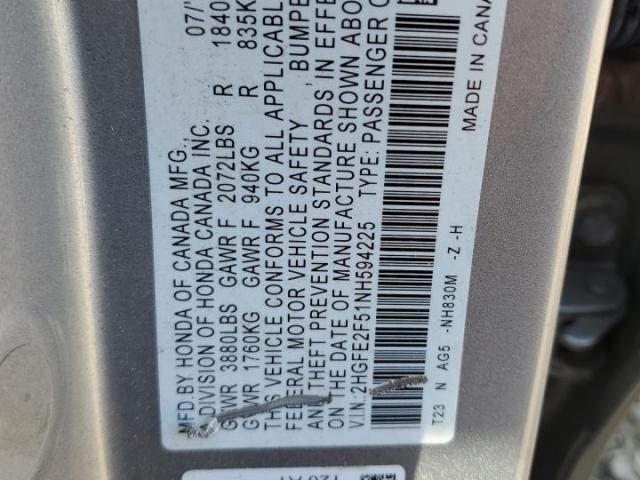 MFD.BY HONDA OF CANADA MFG., 07/
A DIVISION OF HONDA CANADA INC.
GVWR 3880LBS GAWR F 2072LBS R 1840
GVWR 1780KG GAWR F 940KG R 835K
THIS VEHICLE CONFORMS TO ALL APPLICABLE
FEDERAL MOTOR VEHICLE SAFETY , BUMPE
AND THEFT PREVENTION STANDARDS IN EFFE
ON THE DATE OF MANUFACTURE SHOWN ABO
V.I.N.:2HGFE2F51NH594225 TYPE: PASSENGER C
T23 N AG5 -NH830M -Z -H
MADE IN CANA